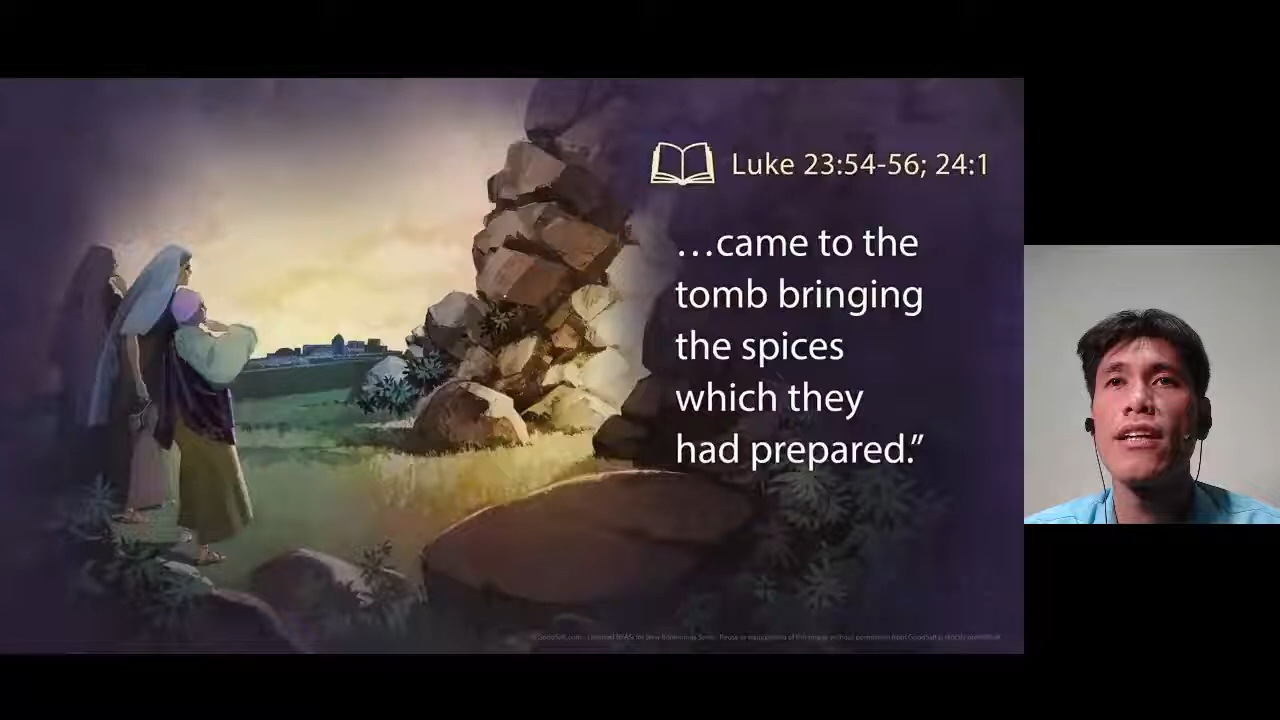 Luke 23:54-56; 24:1
…came to the
tomb bringing
the spices
which they
had prepared.”